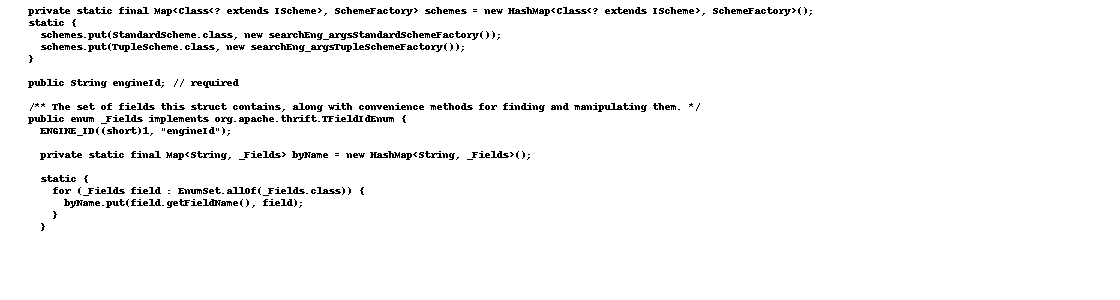 private static final Map<Class<? extends IScheme>, SchemeFactory> schemes = new HashMap<Class<? extends IScheme>, SchemeFactory>();
static {
  schemes.put(StandardScheme.class, new searchEng_argsStandardSchemeFactory());
  schemes.put(TupleScheme.class, new searchEng_argsTupleSchemeFactory());
}

public String engineId; // required

/** The set of fields this struct contains, along with convenience methods for finding and manipulating them. */
public enum _Fields implements org.apache.thrift.TFieldIdEnum {
  ENGINE_ID((short)1, "engineId");

  private static final Map<String, _Fields> byName = new HashMap<String, _Fields>();

  static {
    for (_Fields field : EnumSet.allOf(_Fields.class)) {
      byName.put(field.getFieldName(), field);
    }
  }